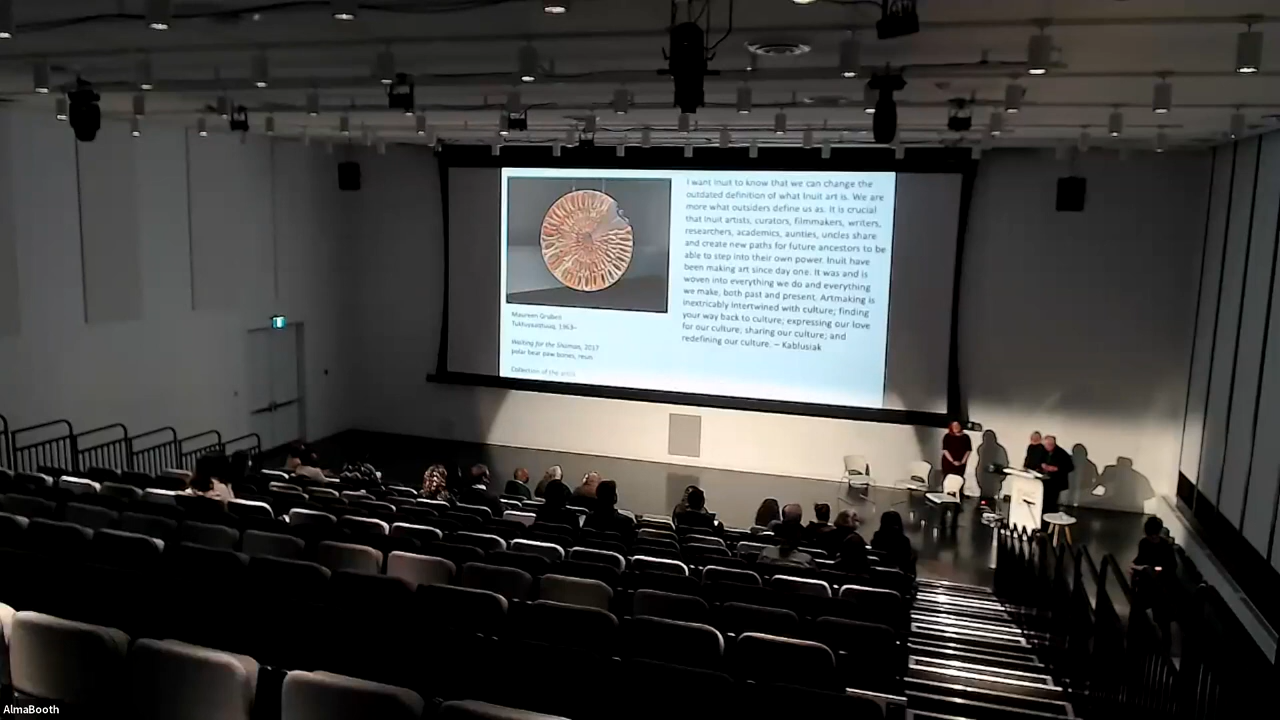 I want Inuit to know that we can change the
outdated definition of what Inuit art is. We are
more what outsiders define us as. It is crucial
that Inuit artists, curators, filmmakers, writers,
researchers, academics, aunties, uncles share
and create new paths for future ancestors to be
able to step into their own power. Inuit have
been making art since day one. It was and is
woven into everything we do and everything
we make, both past and present. Artmaking is
inextricably intertwined with culture; finding
your way back to culture; expressing our love
for our culture; sharing our culture; and
redefining our culture. – Kablusiak
Maureen Gruben
Tuktuyaaqtuuq, 1963–
Waiting for the Shaman, 2017
polar bear paw bones, resin
Collection of the artist
AlmaBooth